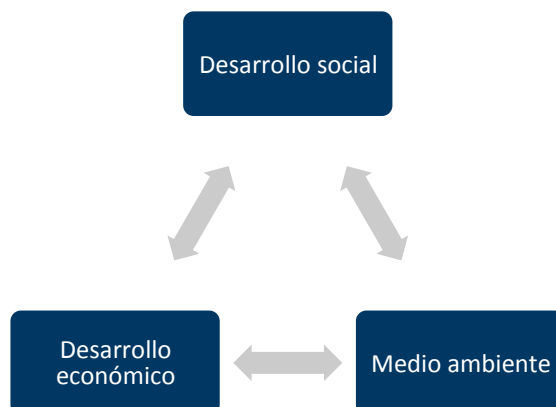 Desarrollo social
Desarrollo
económico
Medio ambiente